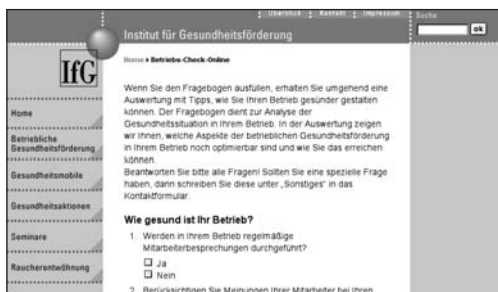 Überblick Kontakt Impressum
Suche
ok
Institut für Gesundheitsförderung
IfG
Home Betriebs-Check-Online
Home
Betriebliche
Gesundheitsförderung
Gesundheitsmobile
Gesundheitsaktionen
Seminare
Raucherentwöhnung
Wenn Sie den Fragebogen ausfüllen, erhalten Sie umgehend eine
Auswertung mit Tipps, wie Sie Ihren Betrieb gesünder gestalten
können. Der Fragebogen dient zur Analyse der
Gesundheitssituation in Ihrem Betrieb. In der Auswertung zeigen
wir Ihnen, welche Aspekte der betrieblichen Gesundheitsförderung
in Ihrem Betrieb noch optimierbar sind und wie Sie das erreichen
können.
Beantworten Sie bitte alle Fragen! Sollten Sie eine spezielle Frage
haben, dann schreiben Sie diese unter „Sonstiges" in das
Kontaktformular.
Wie gesund ist Ihr Betrieb?
1. Werden in Ihrem Betrieb regelmäßige
Mitarbeiterbesprechungen durchgeführt?
Ja
Nein
2. Berücksichtigen Sie Meinungen Ihrer Mitarbeiter bei Ihren